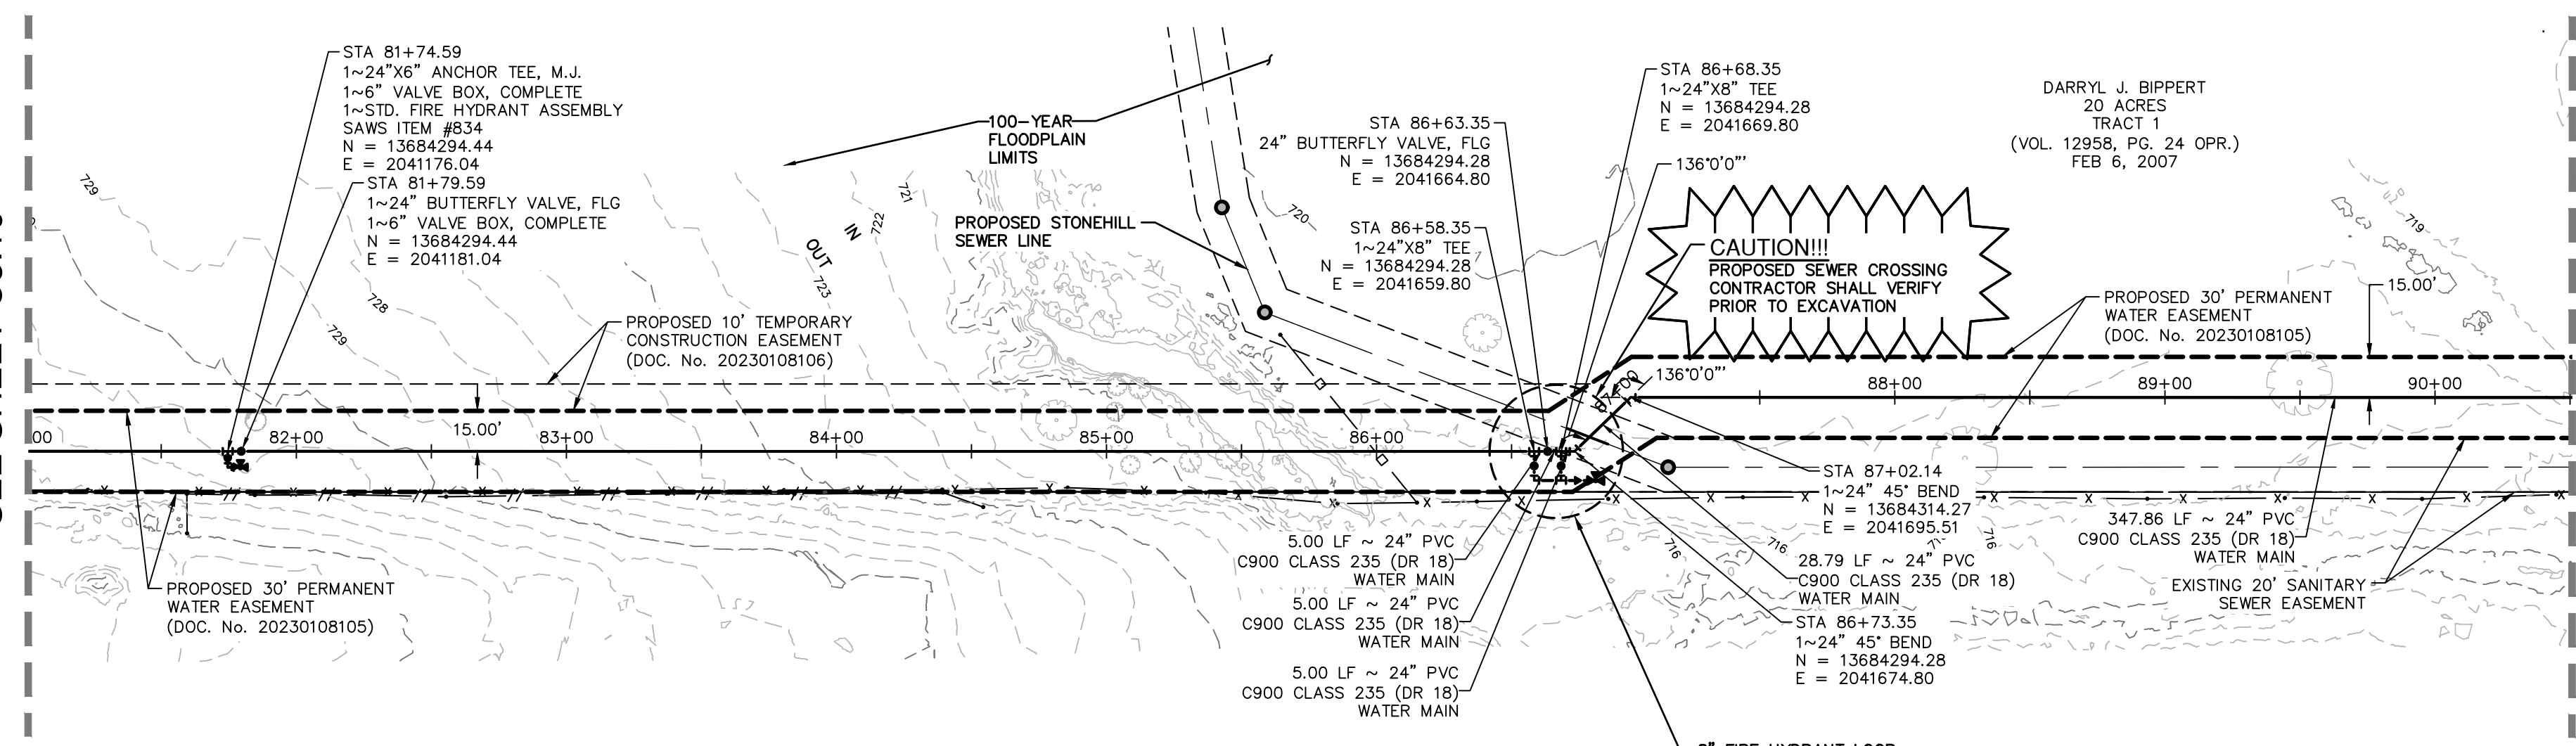 STA 81+74.59
1~24"X6" ANCHOR TEE, M.J.
1~6" VALVE BOX, COMPLETE
1~STD. FIRE HYDRANT ASSEMBLY
SAWS ITEM #834
N = 13684294.44
E = 2041176.04
STA 81+79.59
1~24" BUTTERFLY VALVE, FLG
1~6" VALVE BOX, COMPLETE
N = 13684294.44
E = 2041181.04
729
728
729
PROPOSED 10' TEMPORARY
CONSTRUCTION EASEMENT
(DOC. No. 20230108106)
OUT
IN
723
722
721
100-YEAR
FLOODPLAIN
LIMITS
PROPOSED STONEHILL
SEWER LINE
STA 86+63.35
24" BUTTERFLY VALVE, FLG
N = 13684294.28
E = 2041664.80
720
STA 86+58.35
1~24"X8" TEE
N = 13684294.28
E = 2041659.80
STA 86+68.35
1~24"X8" TEE
N = 13684294.28
E = 2041669.80
136°0'0"'
CAUTION!!!
PROPOSED SEWER CROSSING
CONTRACTOR SHALL VERIFY
PRIOR TO EXCAVATION
136°0'0"'
DARRYL J. BIPPERT
20 ACRES
TRACT 1
(VOL. 12958, PG. 24 OPR.)
FEB 6, 2007
719
PROPOSED 30' PERMANENT
WATER EASEMENT
(DOC. No. 20230108105)
15.00'
00
82+00
15.00'
83+00
84+00
85+00
86+00
88+00
89+00
90+00
PROPOSED 30' PERMANENT
WATER EASEMENT
(DOC. No. 20230108105)
5.00 LF ~ 24" PVC
C900 CLASS 235 (DR 18)
WATER MAIN
5.00 LF ~ 24" PVC
C900 CLASS 235 (DR 18)
WATER MAIN
5.00 LF ~ 24" PVC
C900 CLASS 235 (DR 18)
WATER MAIN
STA 87+02.14
1~24" 45° BEND
N = 13684314.27
E = 2041695.51
716
716
716
28.79 LF ~ 24" PVC
C900 CLASS 235 (DR 18)
WATER MAIN
STA 86+73.35
1~24" 45° BEND
N = 13684294.28
E = 2041674.80
347.86 LF ~ 24" PVC
C900 CLASS 235 (DR 18)
WATER MAIN
EXISTING 20' SANITARY
SEWER EASEMENT